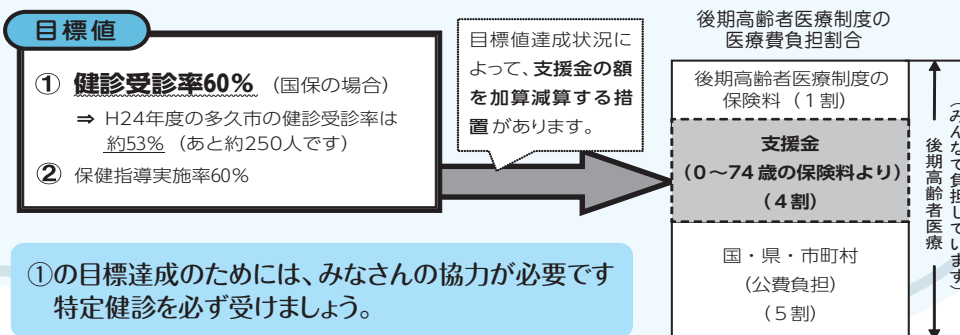 目標値
① 健診受診率60% (国保の場合)
⇒ H24年度の多久市の健診受診率は
約53% (あと約250人です)
② 保健指導実施率60%
目標値達成状況に
よって、支援金の額
を加算減算する措
置があります。
後期高齢者医療制度の
医療費負担割合
後期高齢者医療制度の
保険料(1割)
支援金
(0~74歳の保険料より)
(4割)
国・県・市町村
(公費負担)
(5割)
後期高齢者医療
(みんなで負担しています)
①の目標達成のためには、みなさんの協力が必要です
特定健診を必ず受けましょう。